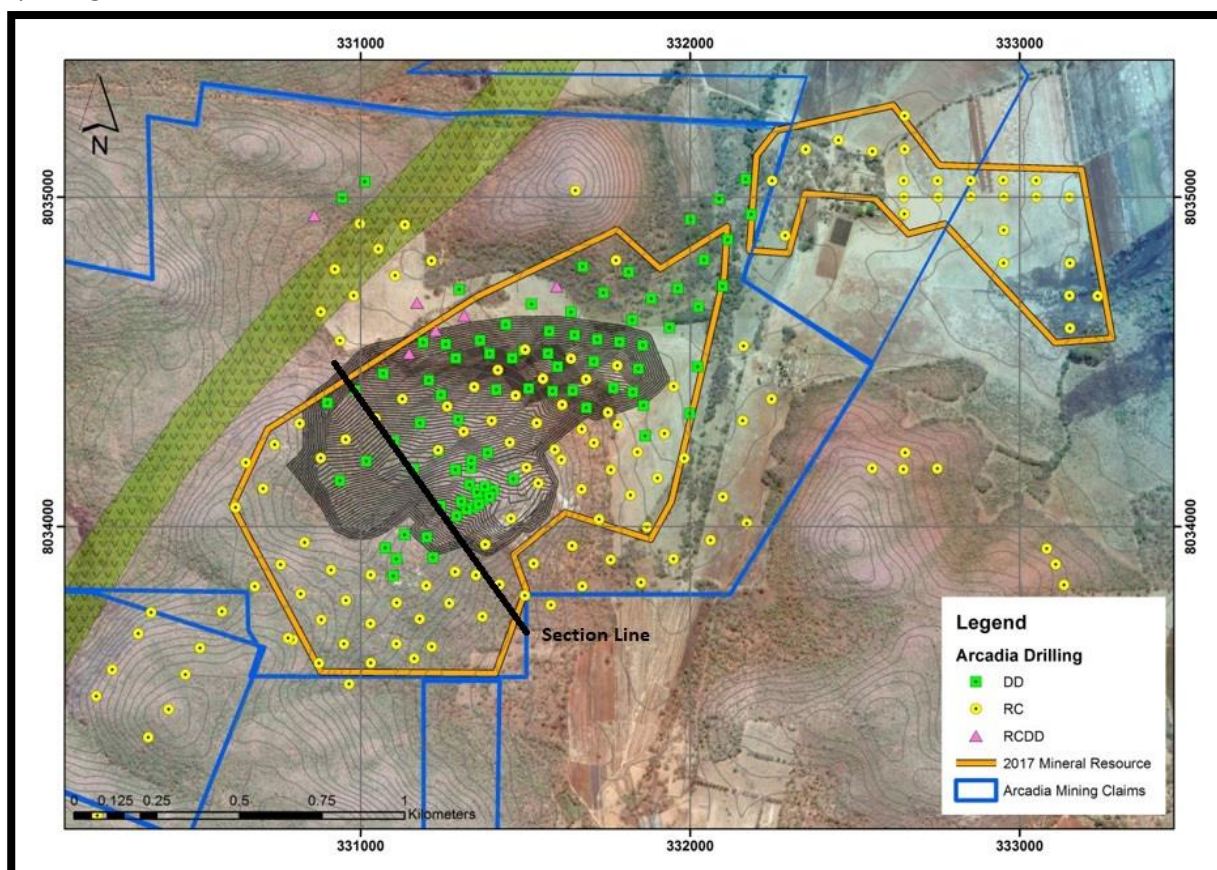 331000
332000
333000
N
8035000
8035000
8034000
8034000
Section Line
Legend
Arcadia Drilling
DD
RC
RCDD
2017 Mineral Resource
Arcadia Mining Claims
0 0.125 0.25 0.5 0.75 1
Kilometers
331000
332000
333000